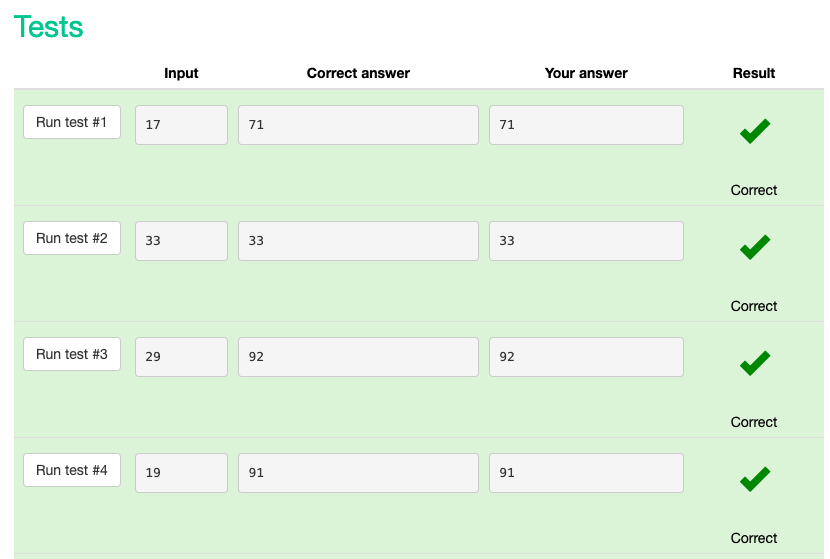 Tests
Input Correct answer Your answer Result
Run test #1 17 71 71
Correct
Run test #2 33 33 33
Correct
Run test #3 29 92 92
Correct
Run test #4 19 91 91
Correct